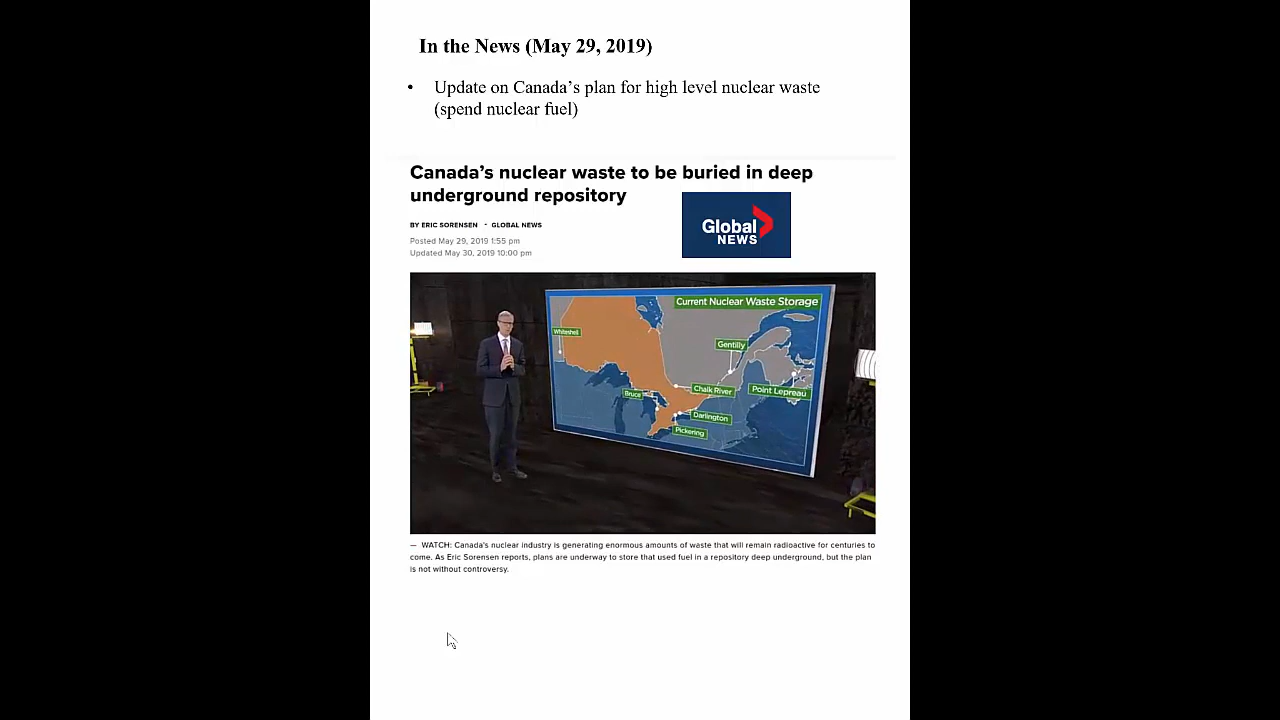 In the News (May 29, 2019)
• Update on Canada's plan for high level nuclear waste
(spend nuclear fuel)
Canada's nuclear waste to be buried in deep
underground repository
BY ERIC SORENSEN - GLOBAL NEWS
Posted May 29, 2019 1:55 pm
Updated May 30, 2019 10:00 pm
Global
NEWS
Current Nuclear Waste Storage
Whiteshell
Gentilly
Chalk River
Point Lepreau
Bruce
Darlington
Pickering
— WATCH: Canada's nuclear industry is generating enormous amounts of waste that will remain radioactive for centuries to
come. As Eric Sorensen reports, plans are underway to store that used fuel in a repository deep underground, but the plan
is not without controversy.